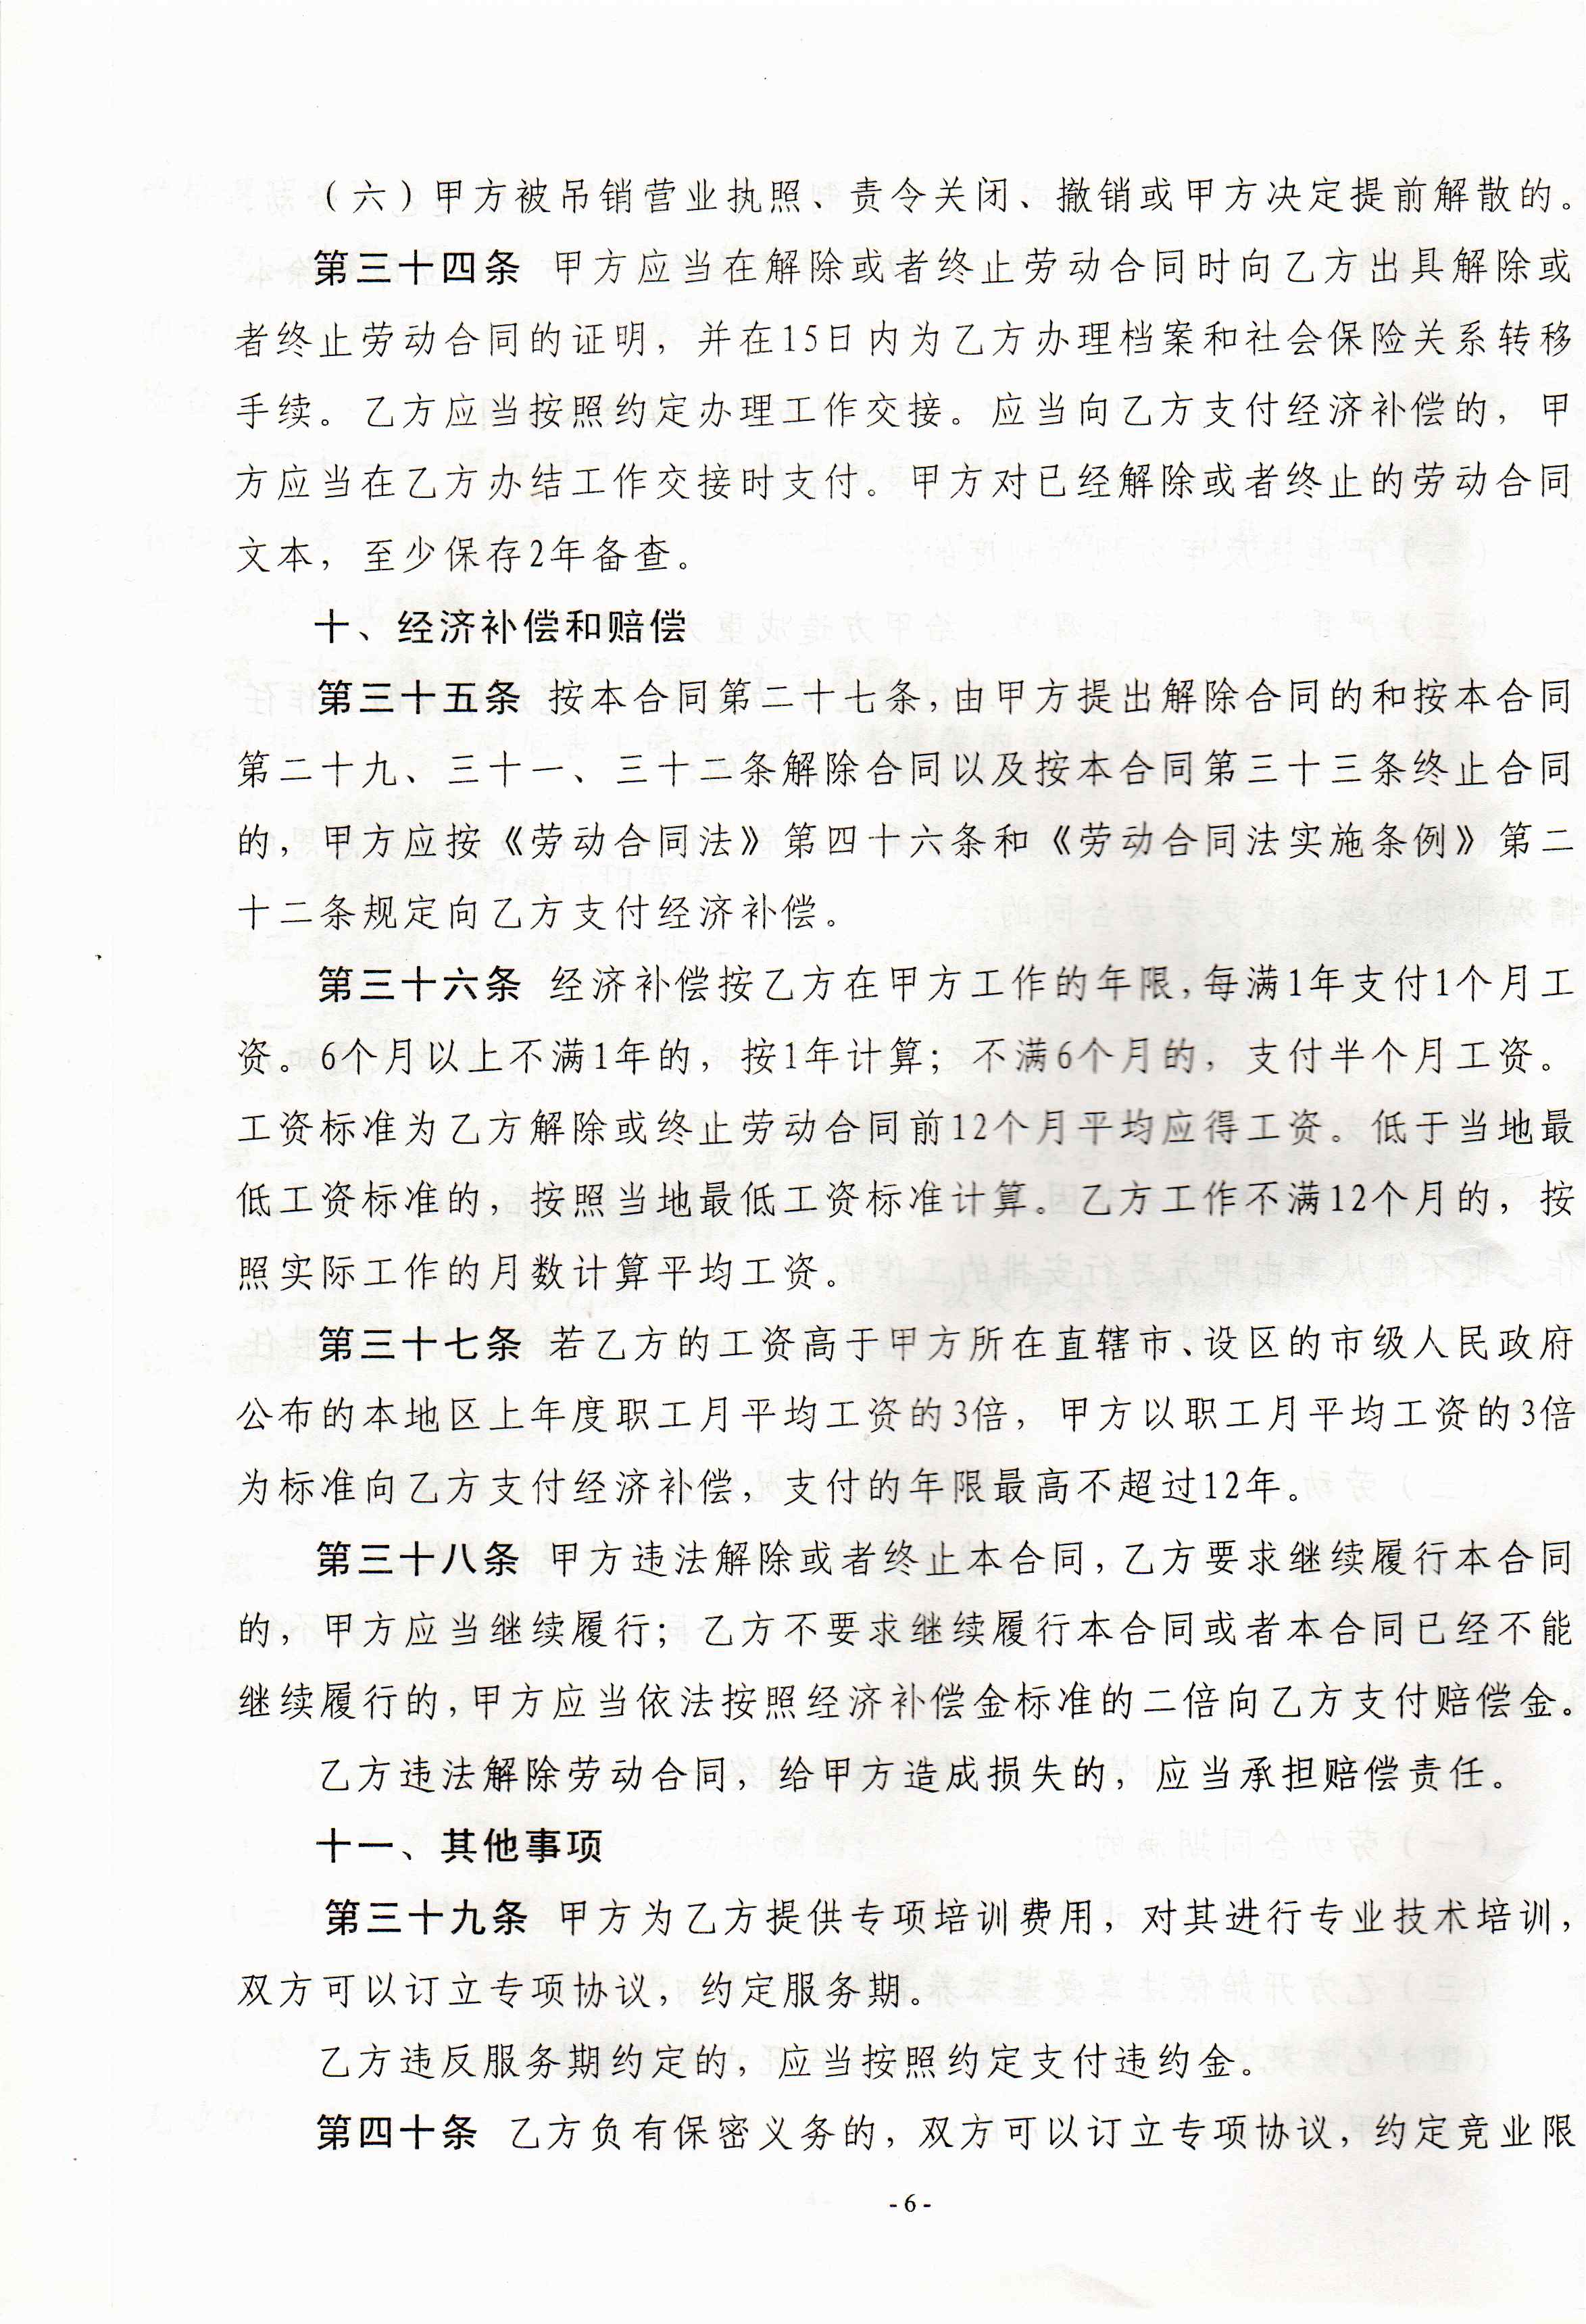 （六）甲方被吊销营业执照、责令关闭、撤销或甲方决定提前解散的。
第三十四条 甲方应当在解除或者终止劳动合同时向乙方出具解除或
者终止劳动合同的证明，并在15日内为乙方办理档案和社会保险关系转移
手续。乙方应当按照约定办理工作交接。应当向乙方支付经济补偿的，甲
方应当在乙方办结工作交接时支付。甲方对已经解除或者终止的劳动合同
文本，至少保存2年备查。
十、经济补偿和赔偿
第三十五条 按本合同第二十七条，由甲方提出解除合同的和按本合同
第二十九、三十一、三十二条解除合同以及按本合同第三十三条终止合同
的，甲方应按《劳动合同法》第四十六条和《劳动合同法实施条例》第二
十二条规定向乙方支付经济补偿。
第三十六条 经济补偿按乙方在甲方工作的年限，每满1年支付1个月工
资。6个月以上不满1年的，按1年计算；不满6个月的，支付半个月工资。
工资标准为乙方解除或终止劳动合同前12个月平均应得工资。低于当地最
低工资标准的，按照当地最低工资标准计算。乙方工作不满12个月的，按
照实际工作的月数计算平均工资。
第三十七条 若乙方的工资高于甲方所在直辖市、设区的市级人民政府
公布的本地区上年度职工月平均工资的3倍，甲方以职工月平均工资的3倍
为标准向乙方支付经济补偿，支付的年限最高不超过12年。
第三十八条 甲方违法解除或者终止本合同，乙方要求继续履行本合同
的，甲方应当继续履行；乙方不要求继续履行本合同或者本合同已经不能
继续履行的，甲方应当依法按照经济补偿金标准的二倍向乙方支付赔偿金。
乙方违法解除劳动合同，给甲方造成损失的，应当承担赔偿责任。
十一、其他事项
第三十九条 甲方为乙方提供专项培训费用，对其进行专业技术培训，
双方可以订立专项协议，约定服务期。
乙方违反服务期约定的，应当按照约定支付违约金。
第四十条 乙方负有保密义务的，双方可以订立专项协议，约定竞业限
- 6 -